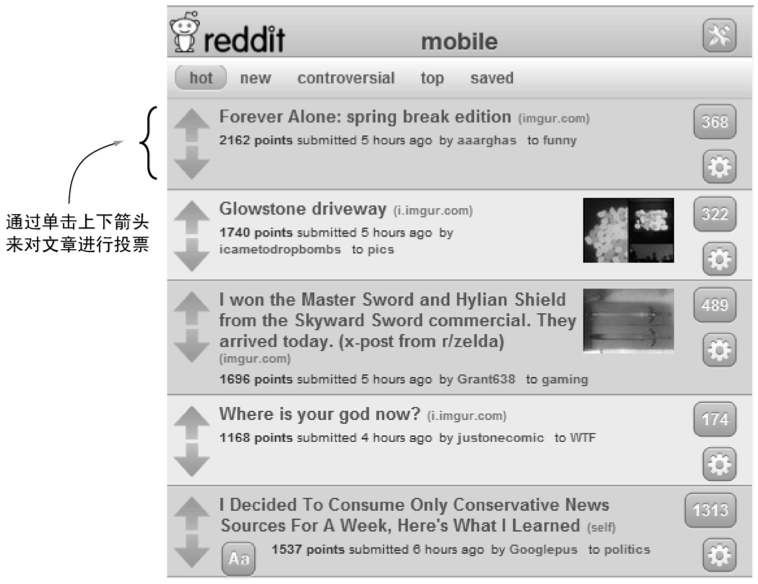 reddit
mobile
hot new controversial top saved
Forever Alone: spring break edition (imgur.com)
368
2162 points submitted 5 hours ago by aaarghas to funny
通过单击上下箭头
来对文章进行投票
Glowstone driveway (i.imgur.com)
322
1740 points submitted 5 hours ago by
icametodropbombs to pics
I won the Master Sword and Hylian Shield
489
from the Skyward Sword commercial. They
arrived today. (x-post from r/zelda)
(imgur.com)
1696 points submitted 5 hours ago by Grant638 to gaming
Where is your god now? (i.imgur.com)
174
1168 points submitted 4 hours ago by justonecomic to WTF
I Decided To Consume Only Conservative News
1313
Sources For A Week, Here's What I Learned (self)
Aa
1537 points submitted 6 hours ago by Googlepus to politics